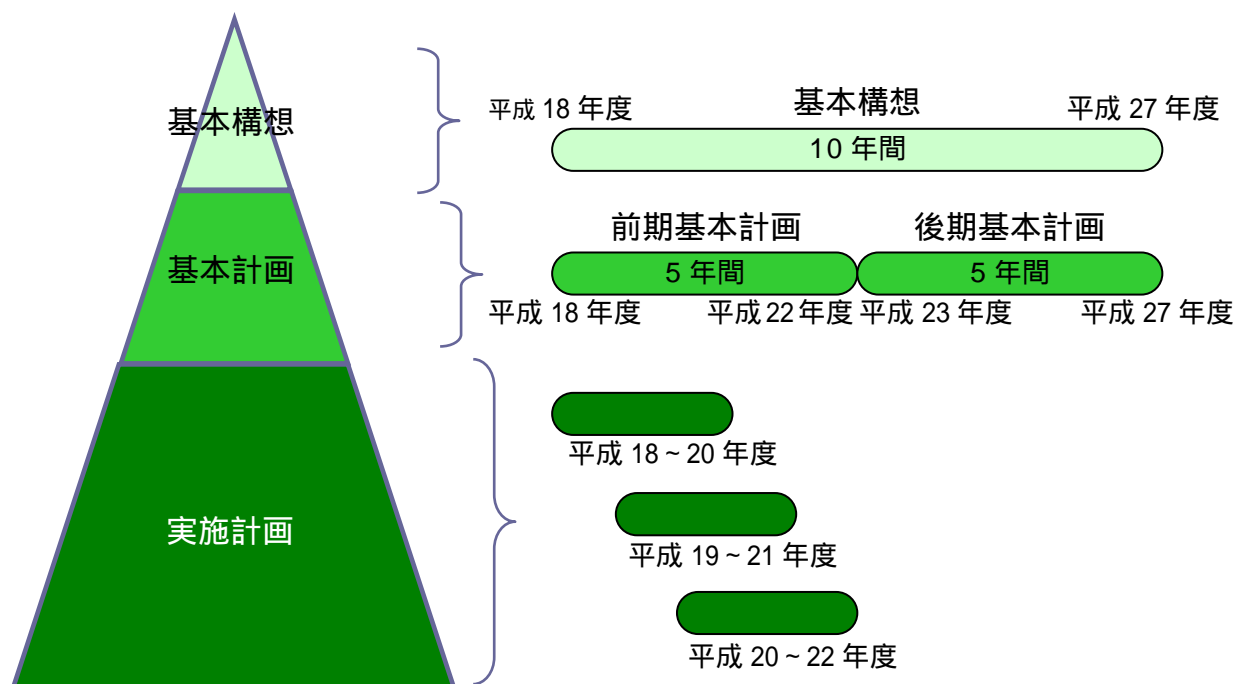 基本構想
基本計画
実施計画
平成 18 年度 基本構想 平成 27 年度
10 年間
前期基本計画 後期基本計画
5 年間 5 年間
平成 18 年度 平成 22 年度 平成 23 年度 平成 27 年度
平成 18~20 年度
平成 19~21 年度
平成 20~22 年度